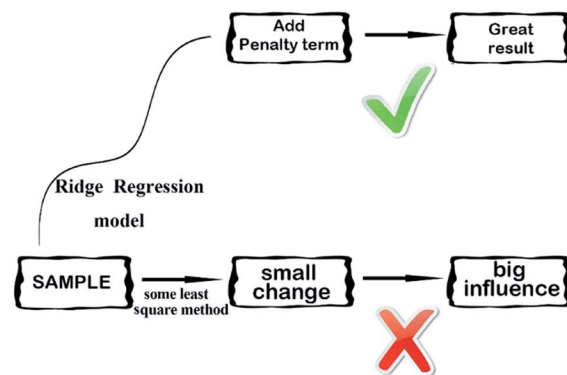 Add
Penalty term
Great
result
Ridge Regression
model
SAMPLE
some least
square method
small
change
big
influence